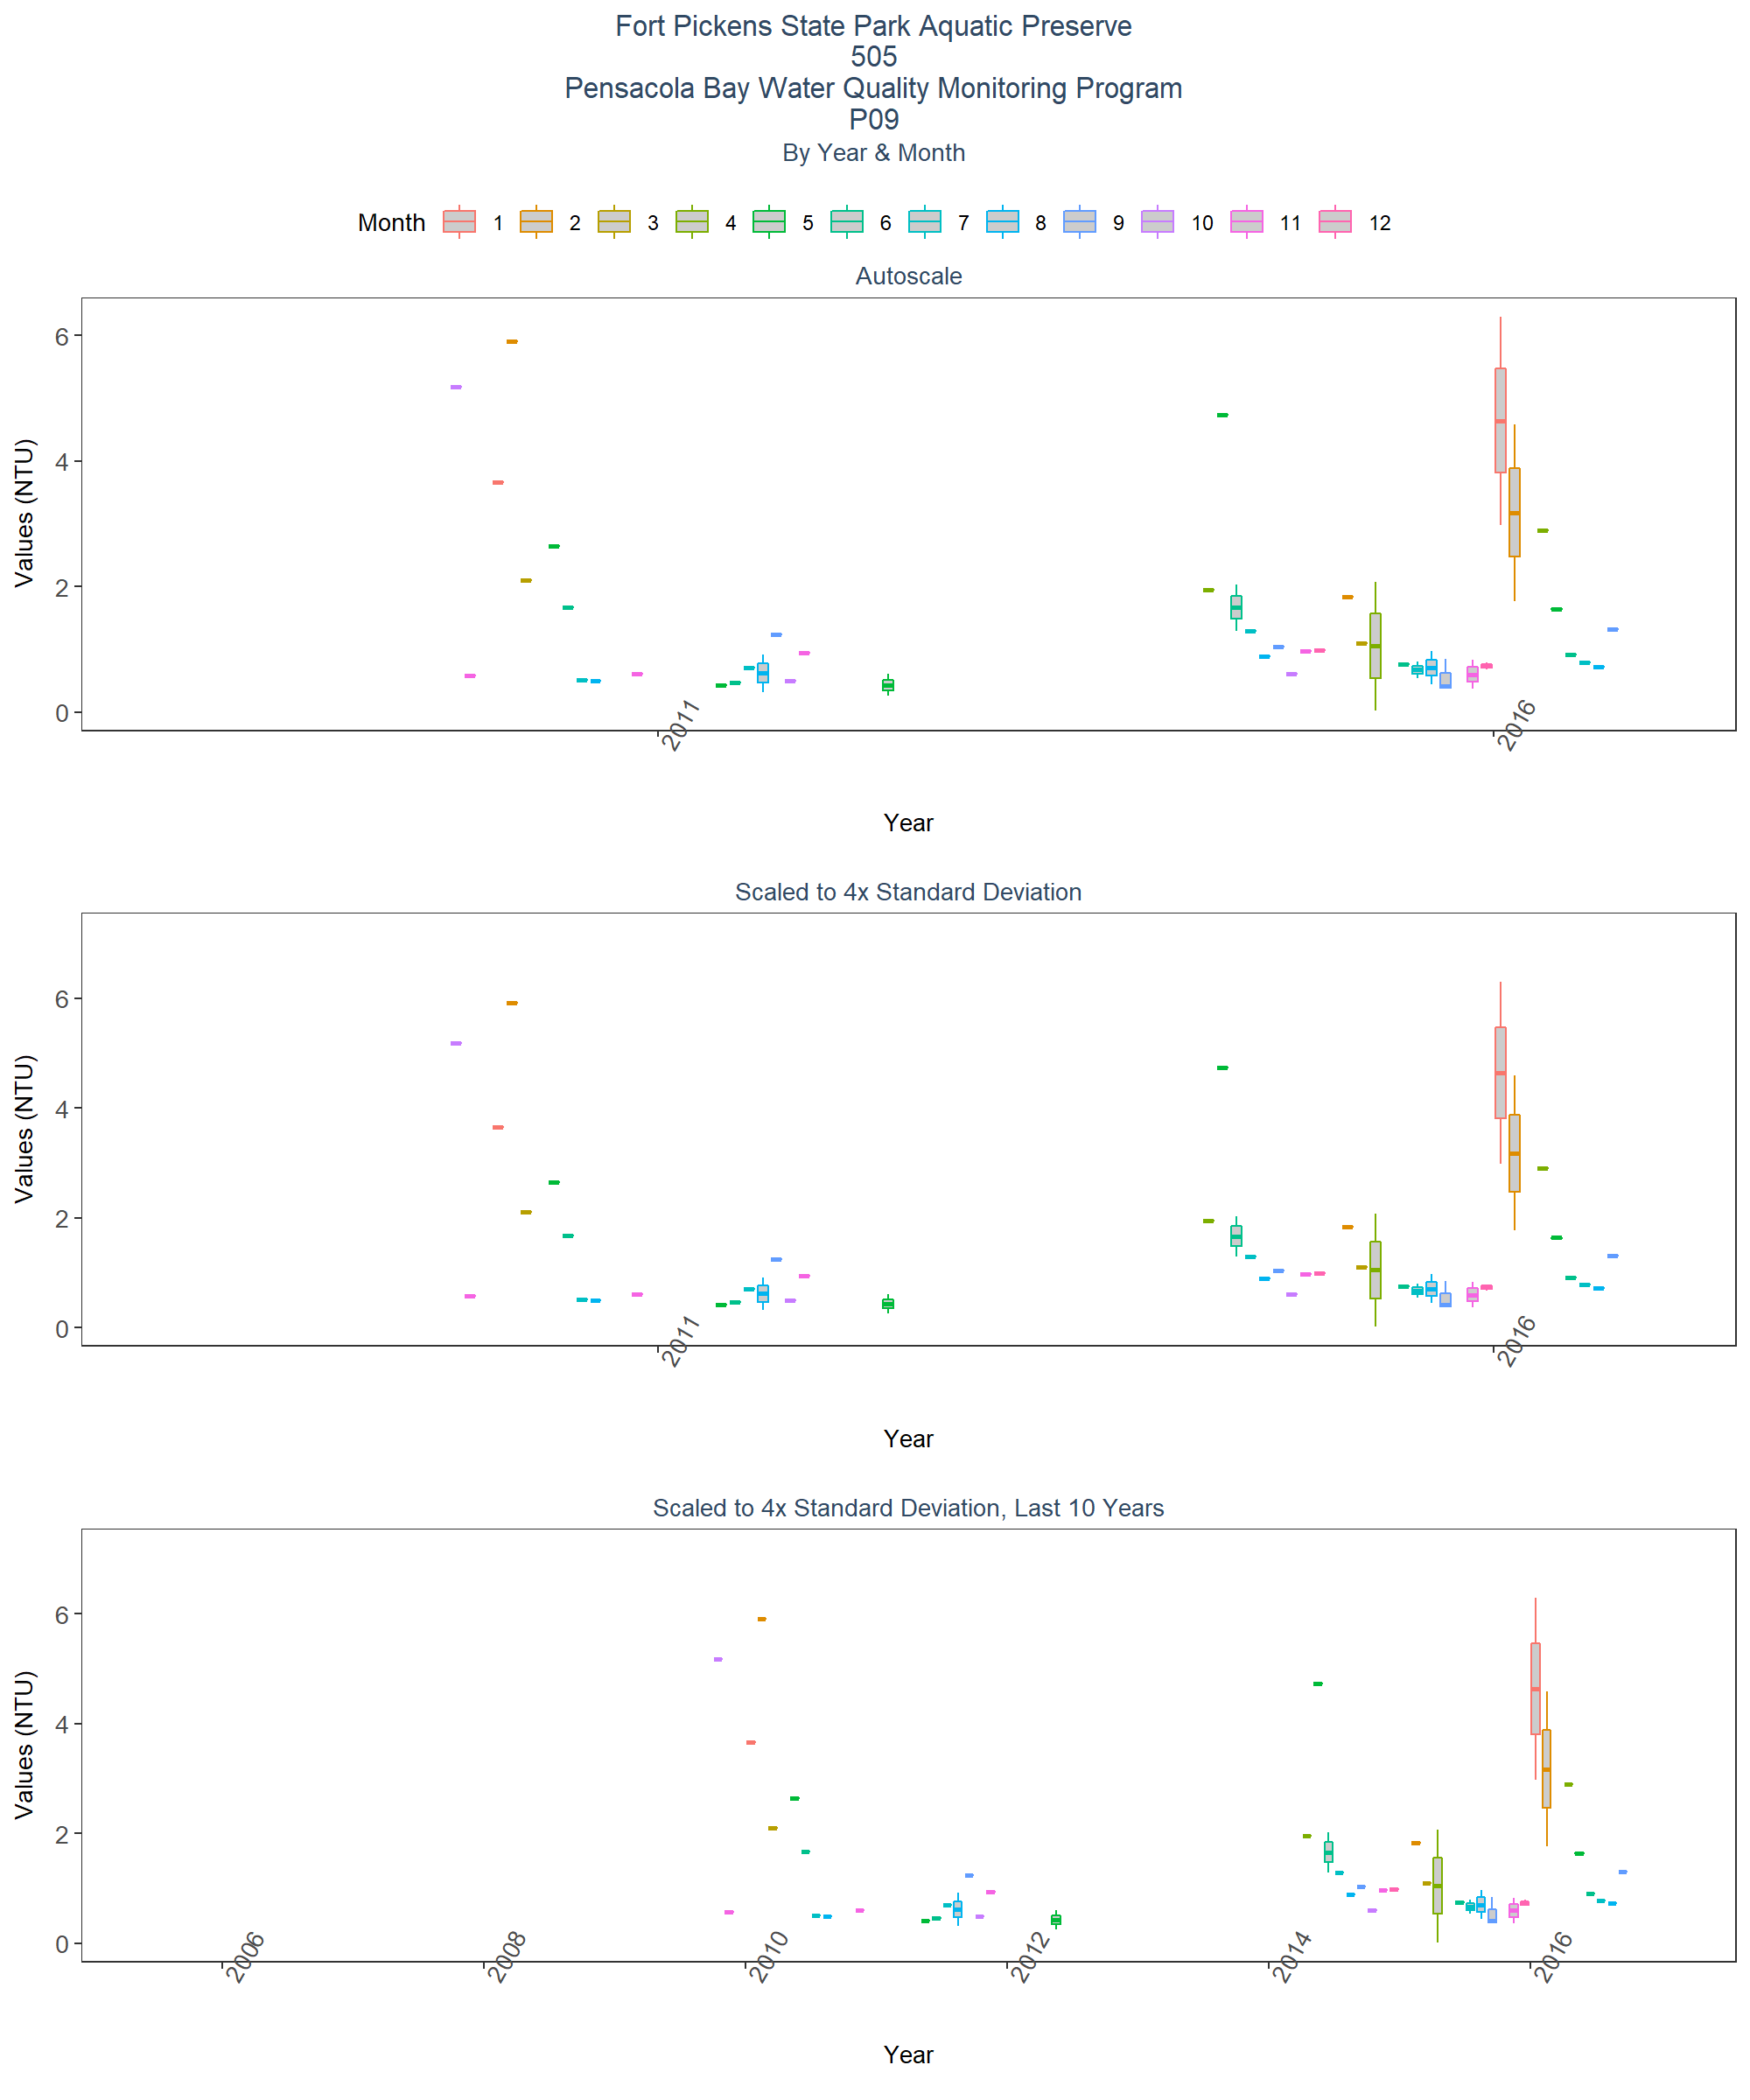 Fort Pickens State Park Aquatic Preserve
505
Pensacola Bay Water Quality Monitoring Program
P09
By Year & Month
Month 1 2 3 4 5 6 7 8 9 10 11 12
Autoscale
Values (NTU)
6
4
2
0
2011 2016
Year
Scaled to 4x Standard Deviation
Values (NTU)
6
4
2
0
2011 2016
Year
Scaled to 4x Standard Deviation, Last 10 Years
Values (NTU)
6
4
2
0
2006 2008 2010 2012 2014 2016
Year